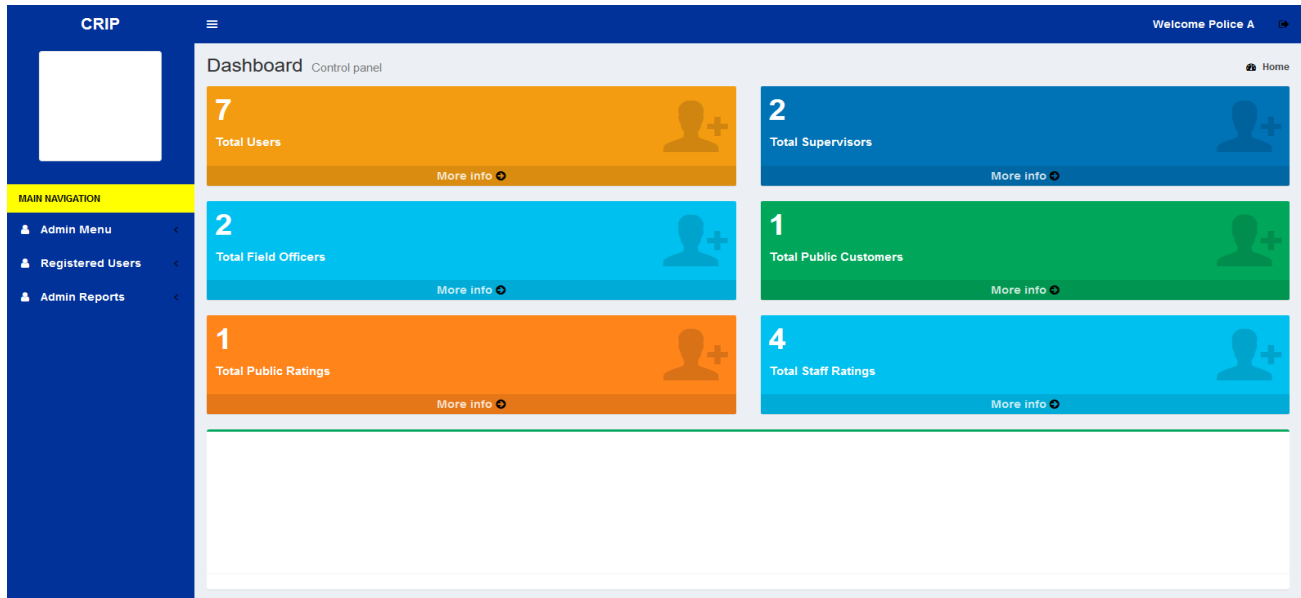 CRIP
Welcome Police A
Dashboard Control panel
Home
MAIN NAVIGATION
Admin Menu
Registered Users
Admin Reports
7
Total Users
More info
2
Total Supervisors
More info
2
Total Field Officers
More info
1
Total Public Customers
More info
1
Total Public Ratings
More info
4
Total Staff Ratings
More info